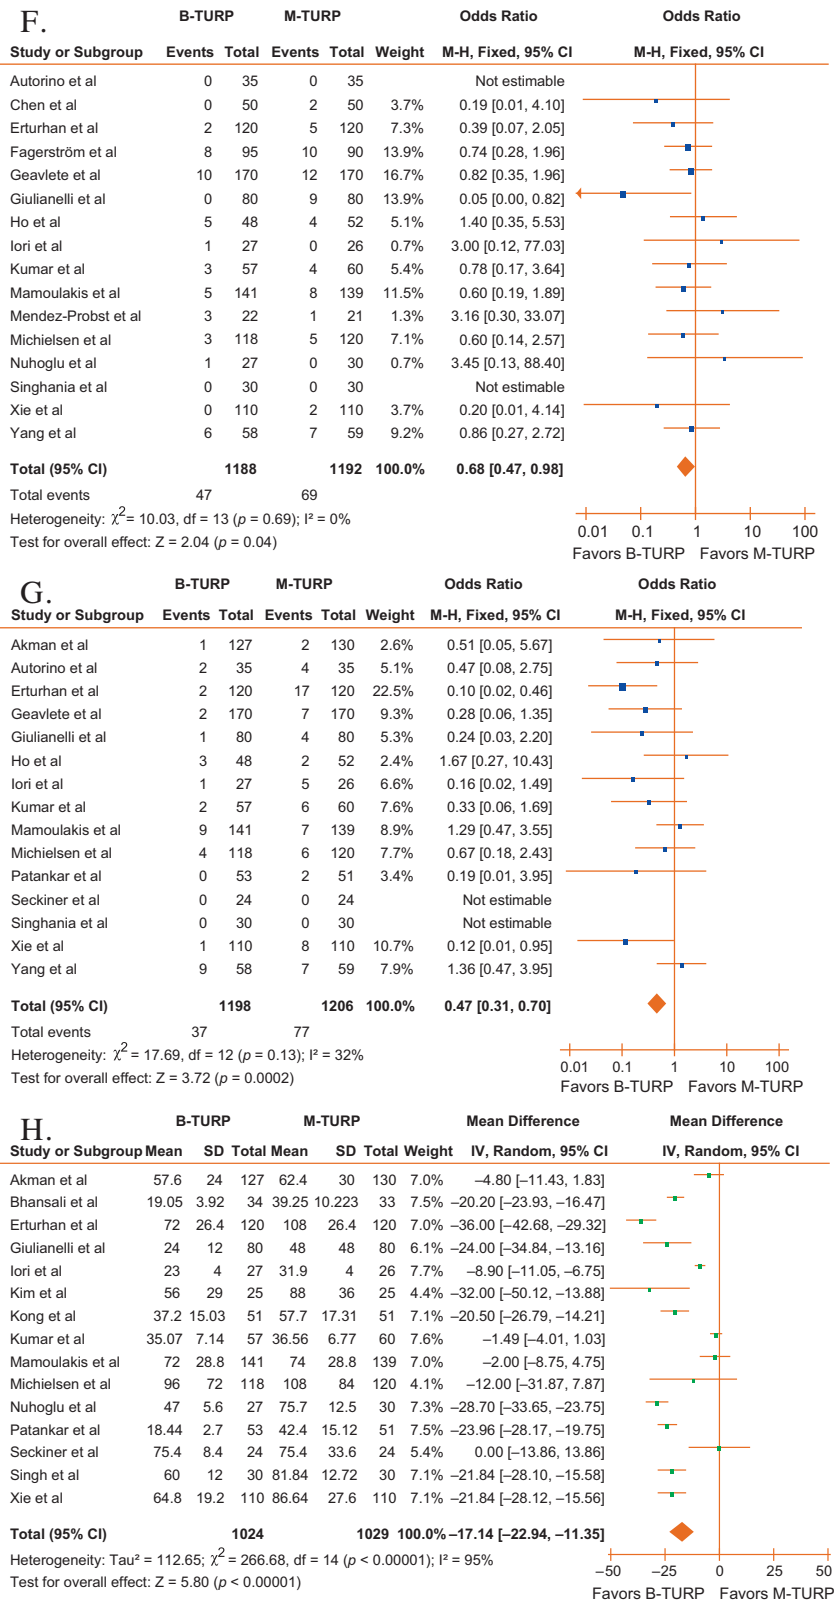 F.
B-TURP M-TURP Odds Ratio Odds Ratio
Study or Subgroup Events Total Events Total Weight M-H, Fixed, 95% CI M-H, Fixed, 95% CI
Autorino et al 0 35 0 35 Not estimable
Chen et al 0 50 2 50 3.7% 0.19 [0.01, 4.10]
Erturhan et al 2 120 5 120 7.3% 0.39 [0.07, 2.05]
Fagerström et al 8 95 10 90 13.9% 0.74 [0.28, 1.96]
Geavlete et al 10 170 12 170 16.7% 0.82 [0.35, 1.96]
Giulianelli et al 0 80 9 80 13.9% 0.05 [0.00, 0.82]
Ho et al 5 48 4 52 5.1% 1.40 [0.35, 5.53]
Iori et al 1 27 0 26 0.7% 3.00 [0.12, 77.03]
Kumar et al 3 57 4 60 5.4% 0.78 [0.17, 3.64]
Mamoulakis et al 5 141 8 139 11.5% 0.60 [0.19, 1.89]
Mendez-Probst et al 3 22 1 21 1.3% 3.16 [0.30, 33.07]
Michielsen et al 3 118 5 120 7.1% 0.60 [0.14, 2.57]
Nuhoglu et al 1 27 0 30 0.7% 3.45 [0.13, 88.40]
Singhania et al 0 30 0 30 Not estimable
Xie et al 0 110 2 110 3.7% 0.20 [0.01, 4.14]
Yang et al 6 58 7 59 9.2% 0.86 [0.27, 2.72]
Total (95% CI) 1188 1192 100.0% 0.68 [0.47, 0.98]
Total events 47 69
Heterogeneity: χ2= 10.03, df = 13 (p = 0.69); I² = 0%
Test for overall effect: Z = 2.04 (p = 0.04)
0.01 0.1 1 10 100
Favors B-TURP Favors M-TURP
G.
B-TURP M-TURP Odds Ratio Odds Ratio
Study or Subgroup Events Total Events Total Weight M-H, Fixed, 95% CI M-H, Fixed, 95% CI
Akman et al 1 127 2 130 2.6% 0.51 [0.05, 5.67]
Autorino et al 2 35 4 35 5.1% 0.47 [0.08, 2.75]
Erturhan et al 2 120 17 120 22.5% 0.10 [0.02, 0.46]
Geavlete et al 2 170 7 170 9.3% 0.28 [0.06, 1.35]
Giulianelli et al 1 80 4 80 5.3% 0.24 [0.03, 2.20]
Ho et al 3 48 2 52 2.4% 1.67 [0.27, 10.43]
Iori et al 1 27 5 26 6.6% 0.16 [0.02, 1.49]
Kumar et al 2 57 6 60 7.6% 0.33 [0.06, 1.69]
Mamoulakis et al 9 141 7 139 8.9% 1.29 [0.47, 3.55]
Michielsen et al 4 118 6 120 7.7% 0.67 [0.18, 2.43]
Patankar et al 0 53 2 51 3.4% 0.19 [0.01, 3.95]
Seckiner et al 0 24 0 24 Not estimable
Singhania et al 0 30 0 30 Not estimable
Xie et al 1 110 8 110 10.7% 0.12 [0.01, 0.95]
Yang et al 9 58 7 59 7.9% 1.36 [0.47, 3.95]
Total (95% CI) 1198 1206 100.0% 0.47 [0.31, 0.70]
Total events 37 77
Heterogeneity: χ2 = 17.69, df = 12 (p = 0.13); I² = 32%
Test for overall effect: Z = 3.72 (p = 0.0002)
0.01 0.1 1 10 100
Favors B-TURP Favors M-TURP
H.
B-TURP M-TURP Mean Difference Mean Difference
Study or Subgroup Mean SD Total Mean SD Total Weight IV, Random, 95% CI IV, Random, 95% CI
Akman et al 57.6 24 127 62.4 30 130 7.0% −4.80 [−11.43, 1.83]
Bhansali et al 19.05 3.92 34 39.25 10.223 33 7.5% −20.20 [−23.93, −16.47]
Erturhan et al 72 26.4 120 108 26.4 120 7.0% −36.00 [−42.68, −29.32]
Giulianelli et al 24 12 80 48 48 80 6.1% −24.00 [−34.84, −13.16]
Iori et al 23 4 27 31.9 4 26 7.7% −8.90 [−11.05, −6.75]
Kim et al 56 29 25 88 36 25 4.4% −32.00 [−50.12, −13.88]
Kong et al 37.2 15.03 51 57.7 17.31 51 7.1% −20.50 [−26.79, −14.21]
Kumar et al 35.07 7.14 57 36.56 6.77 60 7.6% −1.49 [−4.01, 1.03]
Mamoulakis et al 72 28.8 141 74 28.8 139 7.0% −2.00 [−8.75, 4.75]
Michielsen et al 96 72 118 108 84 120 4.1% −12.00 [−31.87, 7.87]
Nuhoglu et al 47 5.6 27 75.7 12.5 30 7.3% −28.70 [−33.65, −23.75]
Patankar et al 18.44 2.7 53 42.4 15.12 51 7.5% −23.96 [−28.17, −19.75]
Seckiner et al 75.4 8.4 24 75.4 33.6 24 5.4% 0.00 [−13.86, 13.86]
Singh et al 60 12 30 81.84 12.72 30 7.1% −21.84 [−28.10, −15.58]
Xie et al 64.8 19.2 110 86.64 27.6 110 7.1% −21.84 [−28.12, −15.56]
Total (95% CI) 1024 1029 100.0% −17.14 [−22.94, −11.35]
Heterogeneity: Tau² = 112.65; χ2 = 266.68, df = 14 (p < 0.00001); I² = 95%
Test for overall effect: Z = 5.80 (p < 0.00001)
−50 −25 0 25 50
Favors B-TURP Favors M-TURP